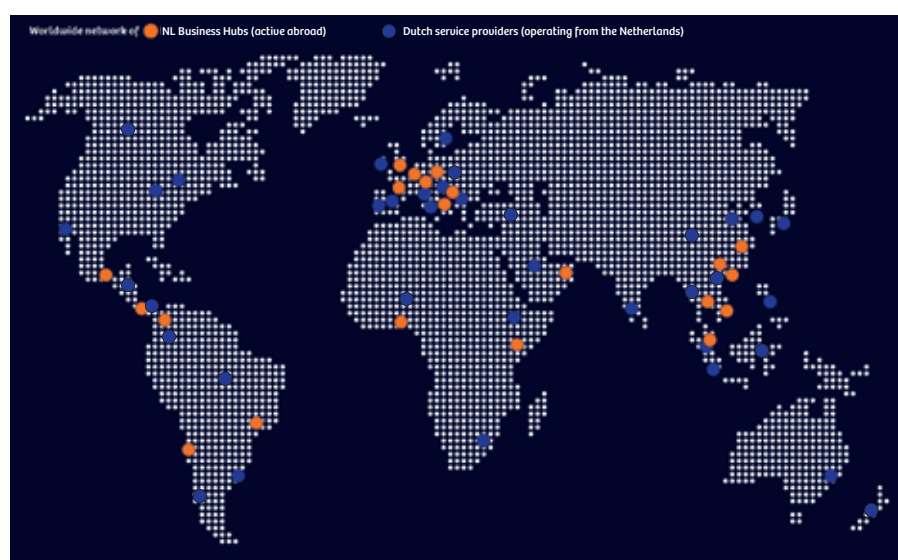 Worldwide network of NL Business Hubs (active abroad) Dutch service providers (operating from the Netherlands)